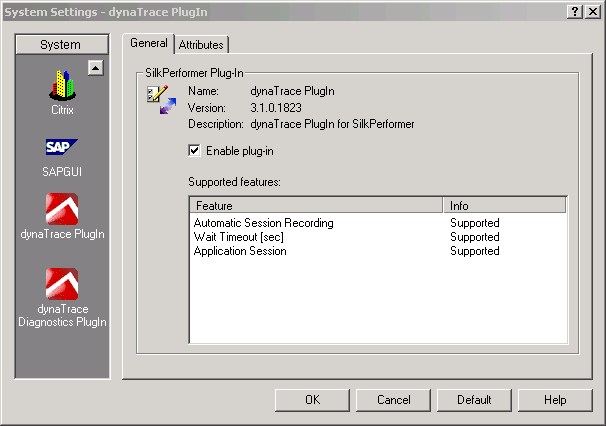 System Settings - dynaTrace PlugIn
System
Citrix
SAP
SAPGUI
dynaTrace PlugIn
dynaTrace
Diagnostics PlugIn
General
Attributes
SilkPerformer Plug-In
Name: dynaTrace PlugIn
Version: 3.1.0.1823
Description: dynaTrace PlugIn for SilkPerformer
Enable plug-in
Supported features:
Feature Info
Automatic Session Recording Supported
Wait Timeout [sec] Supported
Application Session Supported
OK Cancel Default Help